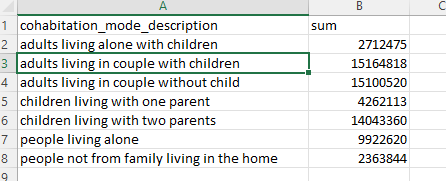 A B C
1 cohabitation_mode_description sum
2 adults living alone with children 2712475
3 adults living in couple with children 15164818
4 adults living in couple without child 15100520
5 children living with one parent 4262113
6 children living with two parents 14043360
7 people living alone 9922620
8 people not from family living in the home 2363844